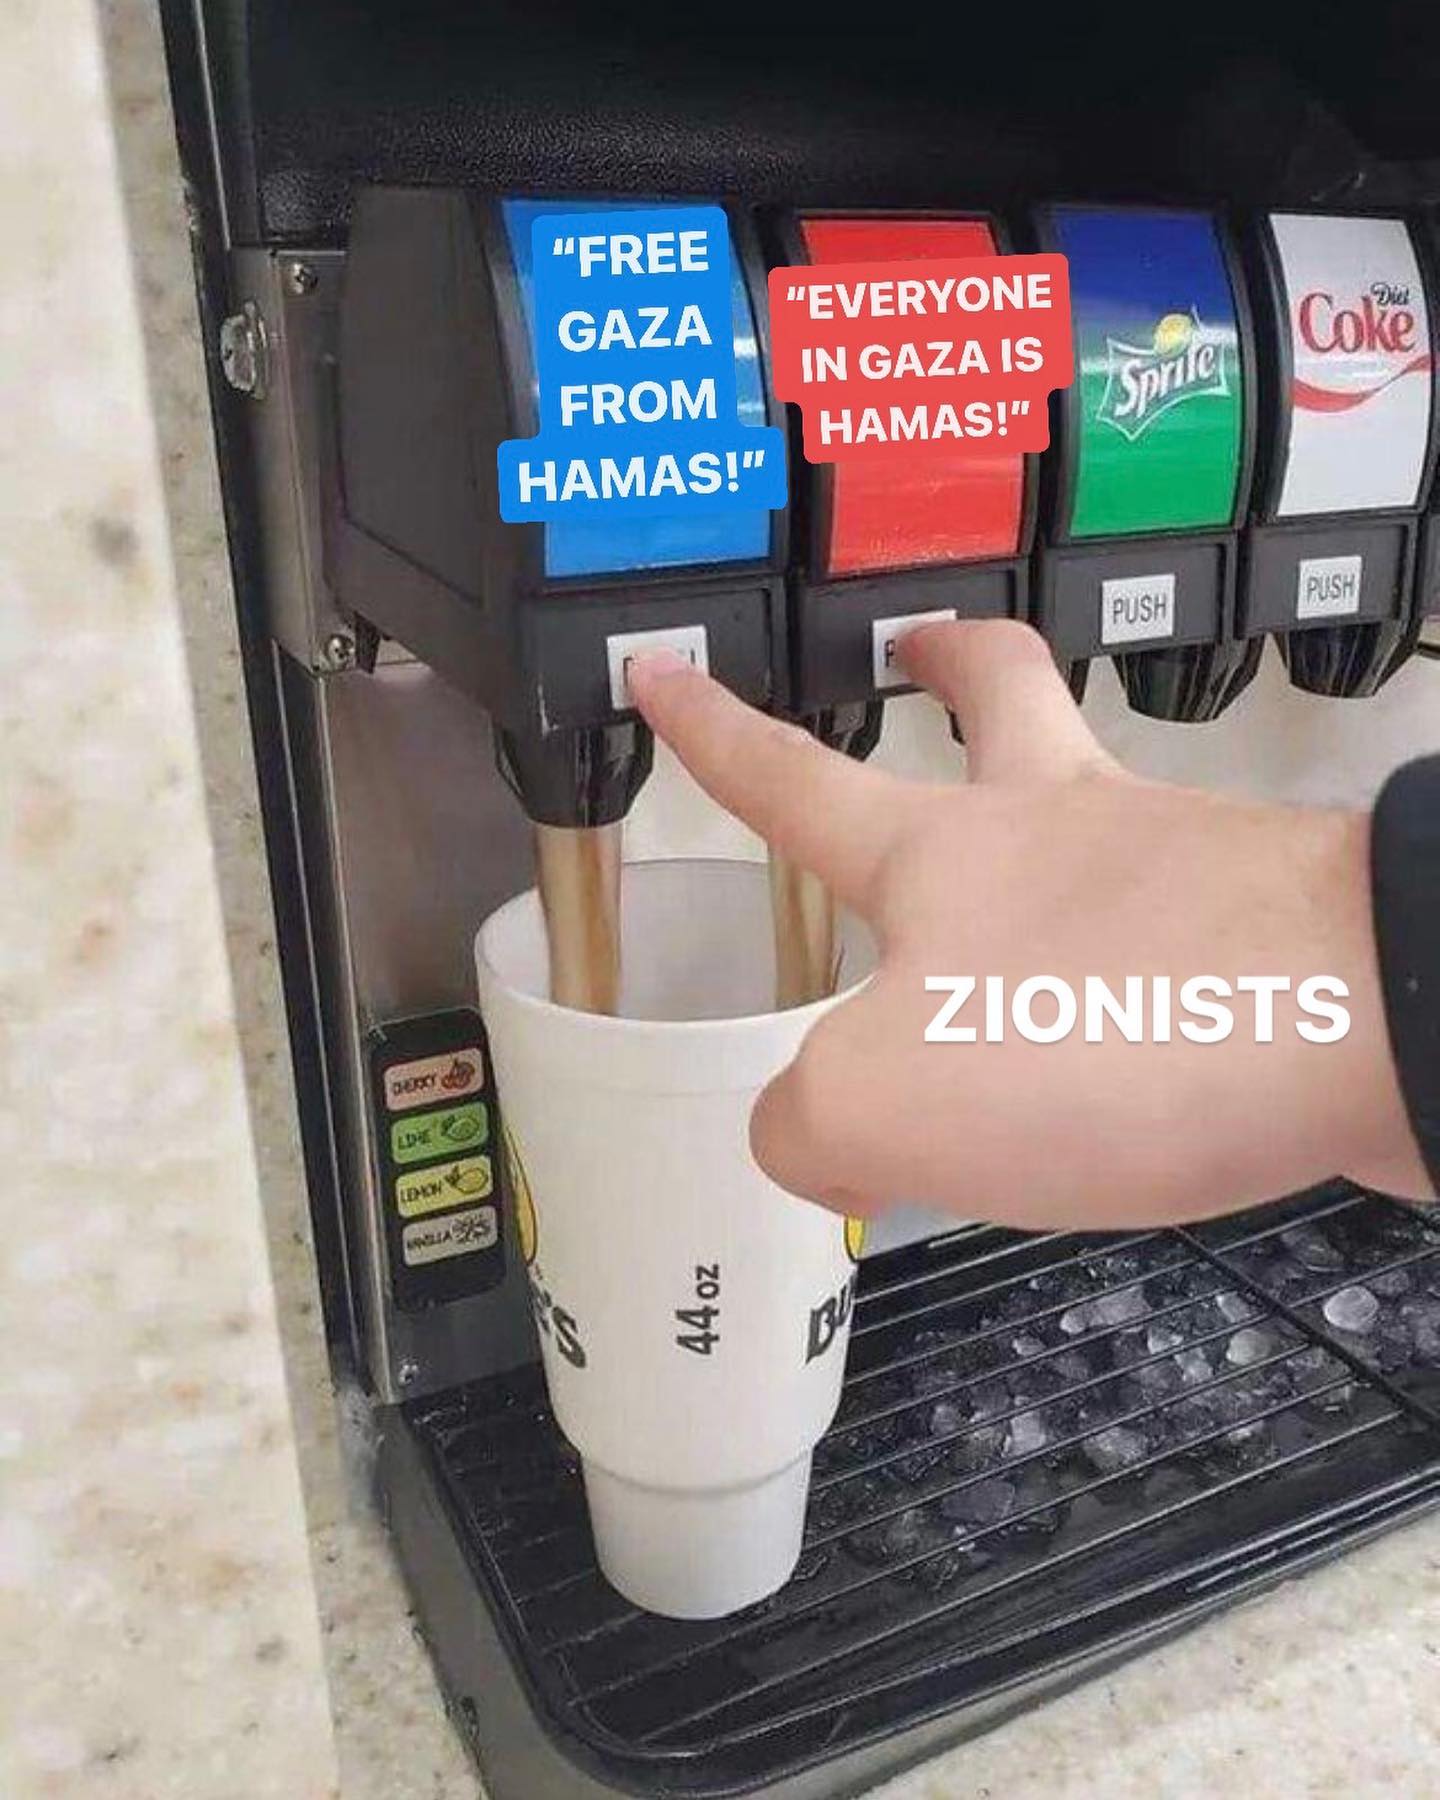 “FREE
GAZA
FROM
HAMAS!”
“EVERYONE
IN GAZA IS
HAMAS!”
Sprite
Diet
Coke
PUSH
PUSH
ZIONISTS
CHERRY
LIME
LEMON
VANILLA
44 oz